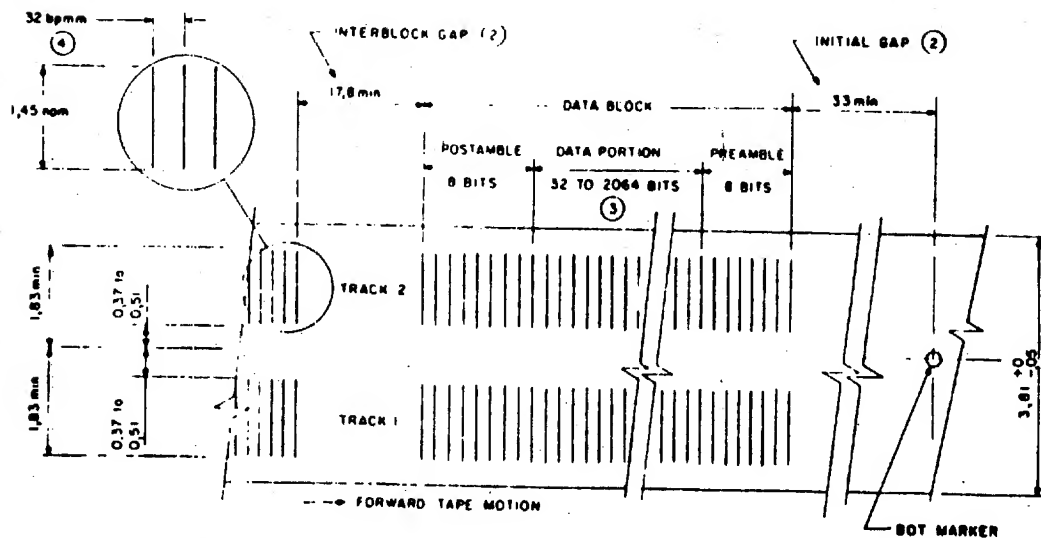 32 bpmm
④
INTERBLOCK GAP (2)
INITIAL GAP ②
1,45 nom
17,8 min
DATA BLOCK
33 min
POSTAMBLE
8 BITS
DATA PORTION
32 TO 2064 BITS
③
PREAMBLE
8 BITS
TRACK 2
1,83 min
0,37 to
0,51
1,83 min
0,37 to
0,51
TRACK 1
3,81 +0
-.05
FORWARD TAPE MOTION
BOT MARKER